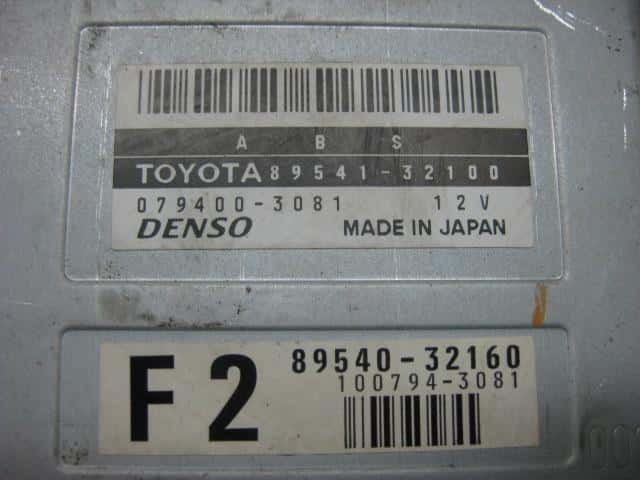 A B S
TOYOTA 89541-32100
079400-3081 12V
DENSO MADE IN JAPAN
F2
89540-32160
100794-3081